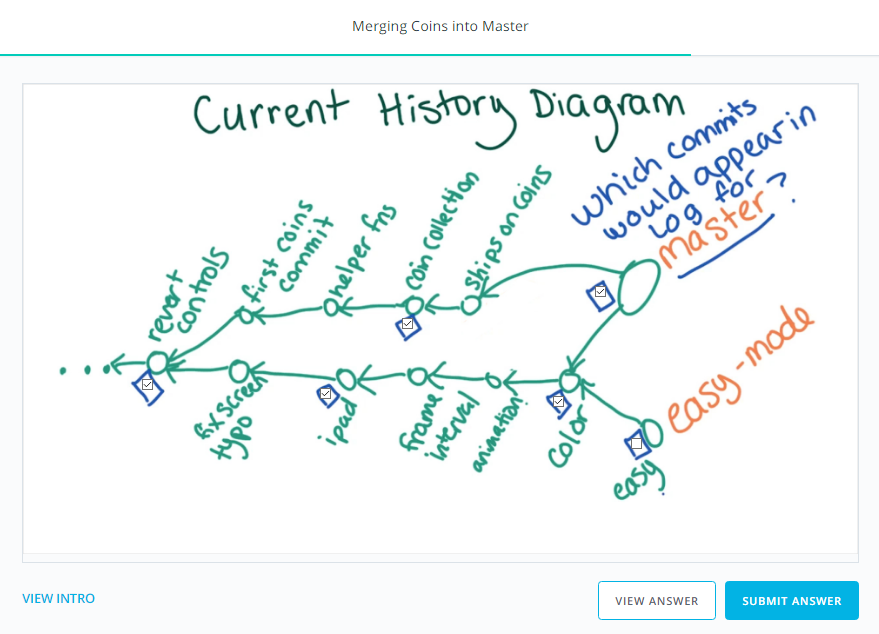 Merging Coins into Master
Current History Diagram
which commits
would appear in
log for
master?
revert
controls
first coins
commit
helper fns
coin collection
ships on coins
easy-mode
fix screen
typo
ipad
frame
interval
animation
color
easy
VIEW INTRO
VIEW ANSWER
SUBMIT ANSWER